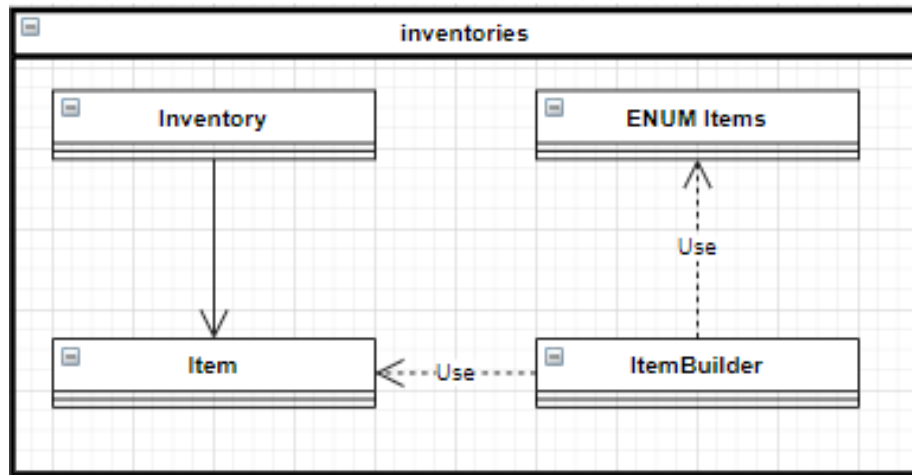 inventories
Inventory
ENUM Items
Use
Item
Use
ItemBuilder